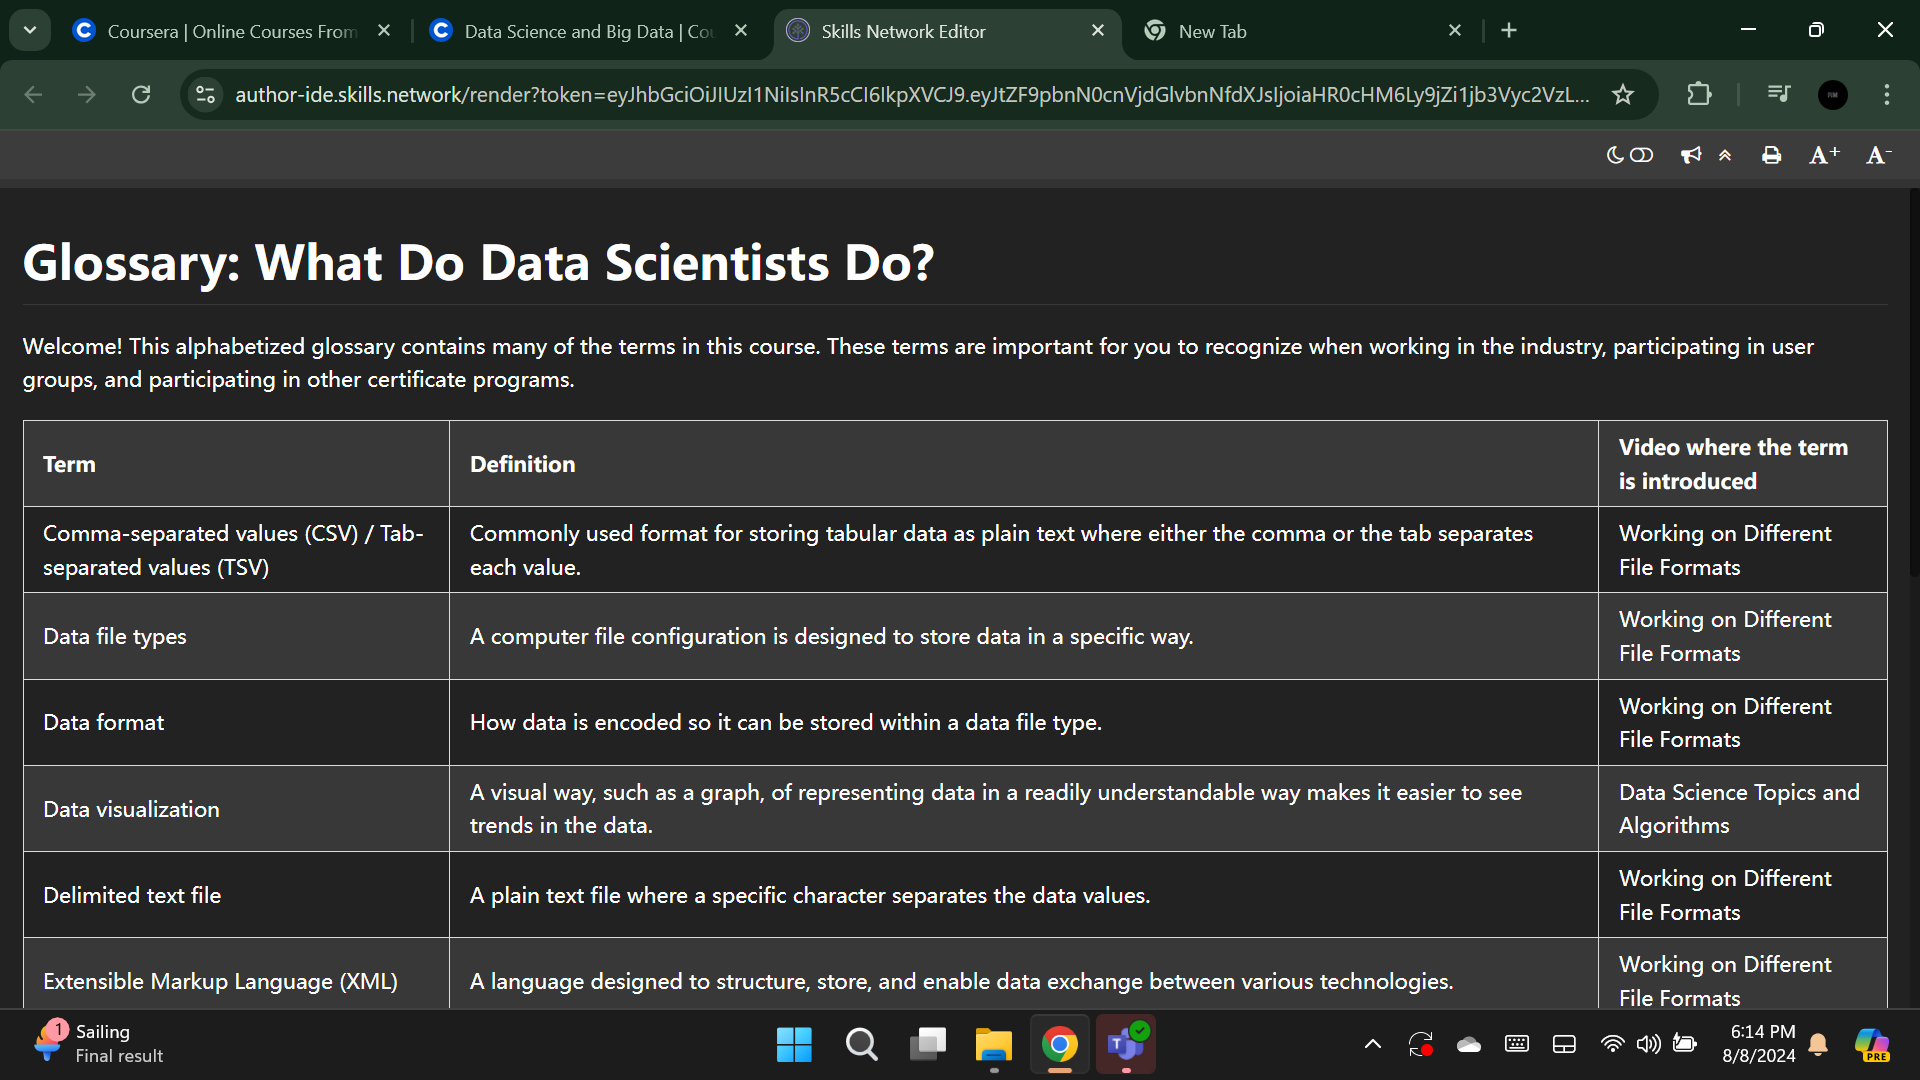 Coursera | Online Courses From
Data Science and Big Data | Cou
Skills Network Editor
New Tab
author-ide.skills.network/render?token=eyJhbGciOiJIUzI1NiIsInR5cCI6IkpXVCJ9.eyJtZF9pbnN0cnVjdGlvbnNfdXJsIjoiaHR0cHM6Ly9jZi1jb3Vyc2VzL...
A+ A-
Glossary: What Do Data Scientists Do?
Welcome! This alphabetized glossary contains many of the terms in this course. These terms are important for you to recognize when working in the industry, participating in user
groups, and participating in other certificate programs.
Term
Definition
Video where the term
is introduced
Comma-separated values (CSV) / Tab-
separated values (TSV)
Commonly used format for storing tabular data as plain text where either the comma or the tab separates
each value.
Working on Different
File Formats
Data file types
A computer file configuration is designed to store data in a specific way.
Working on Different
File Formats
Data format
How data is encoded so it can be stored within a data file type.
Working on Different
File Formats
Data visualization
A visual way, such as a graph, of representing data in a readily understandable way makes it easier to see
trends in the data.
Data Science Topics and
Algorithms
Delimited text file
A plain text file where a specific character separates the data values.
Working on Different
File Formats
Extensible Markup Language (XML)
A language designed to structure, store, and enable data exchange between various technologies.
Working on Different
File Formats
1
Sailing
Final result
T
6:14 PM
8/8/2024
PRE